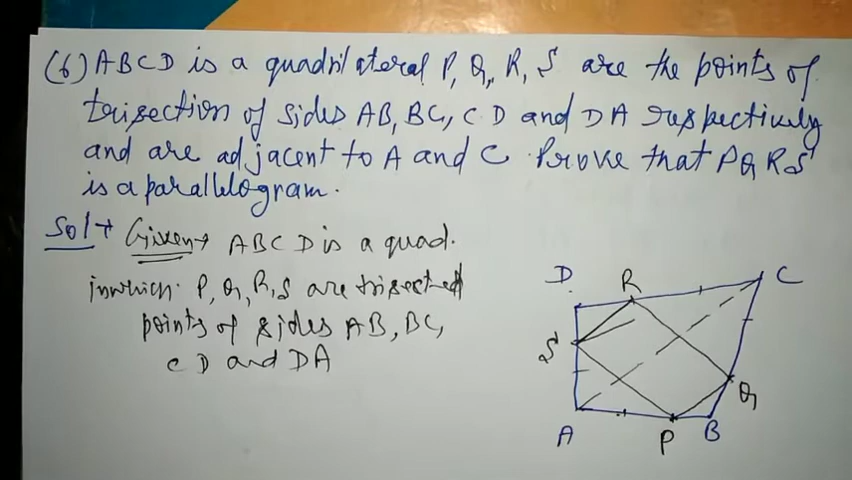 (6) ABCD is a quadrilateral P, Q, R, S are the points of
trisection of sides AB, BC, CD and DA respectively
and are adjacent to A and C. Prove that PQRS
is a parallelogram.
Sol→ Given→ ABCD is a quad.
in which P, Q, R, S are trisected
points of sides AB, BC,
CD and DA
D R C
S
Q
A P B